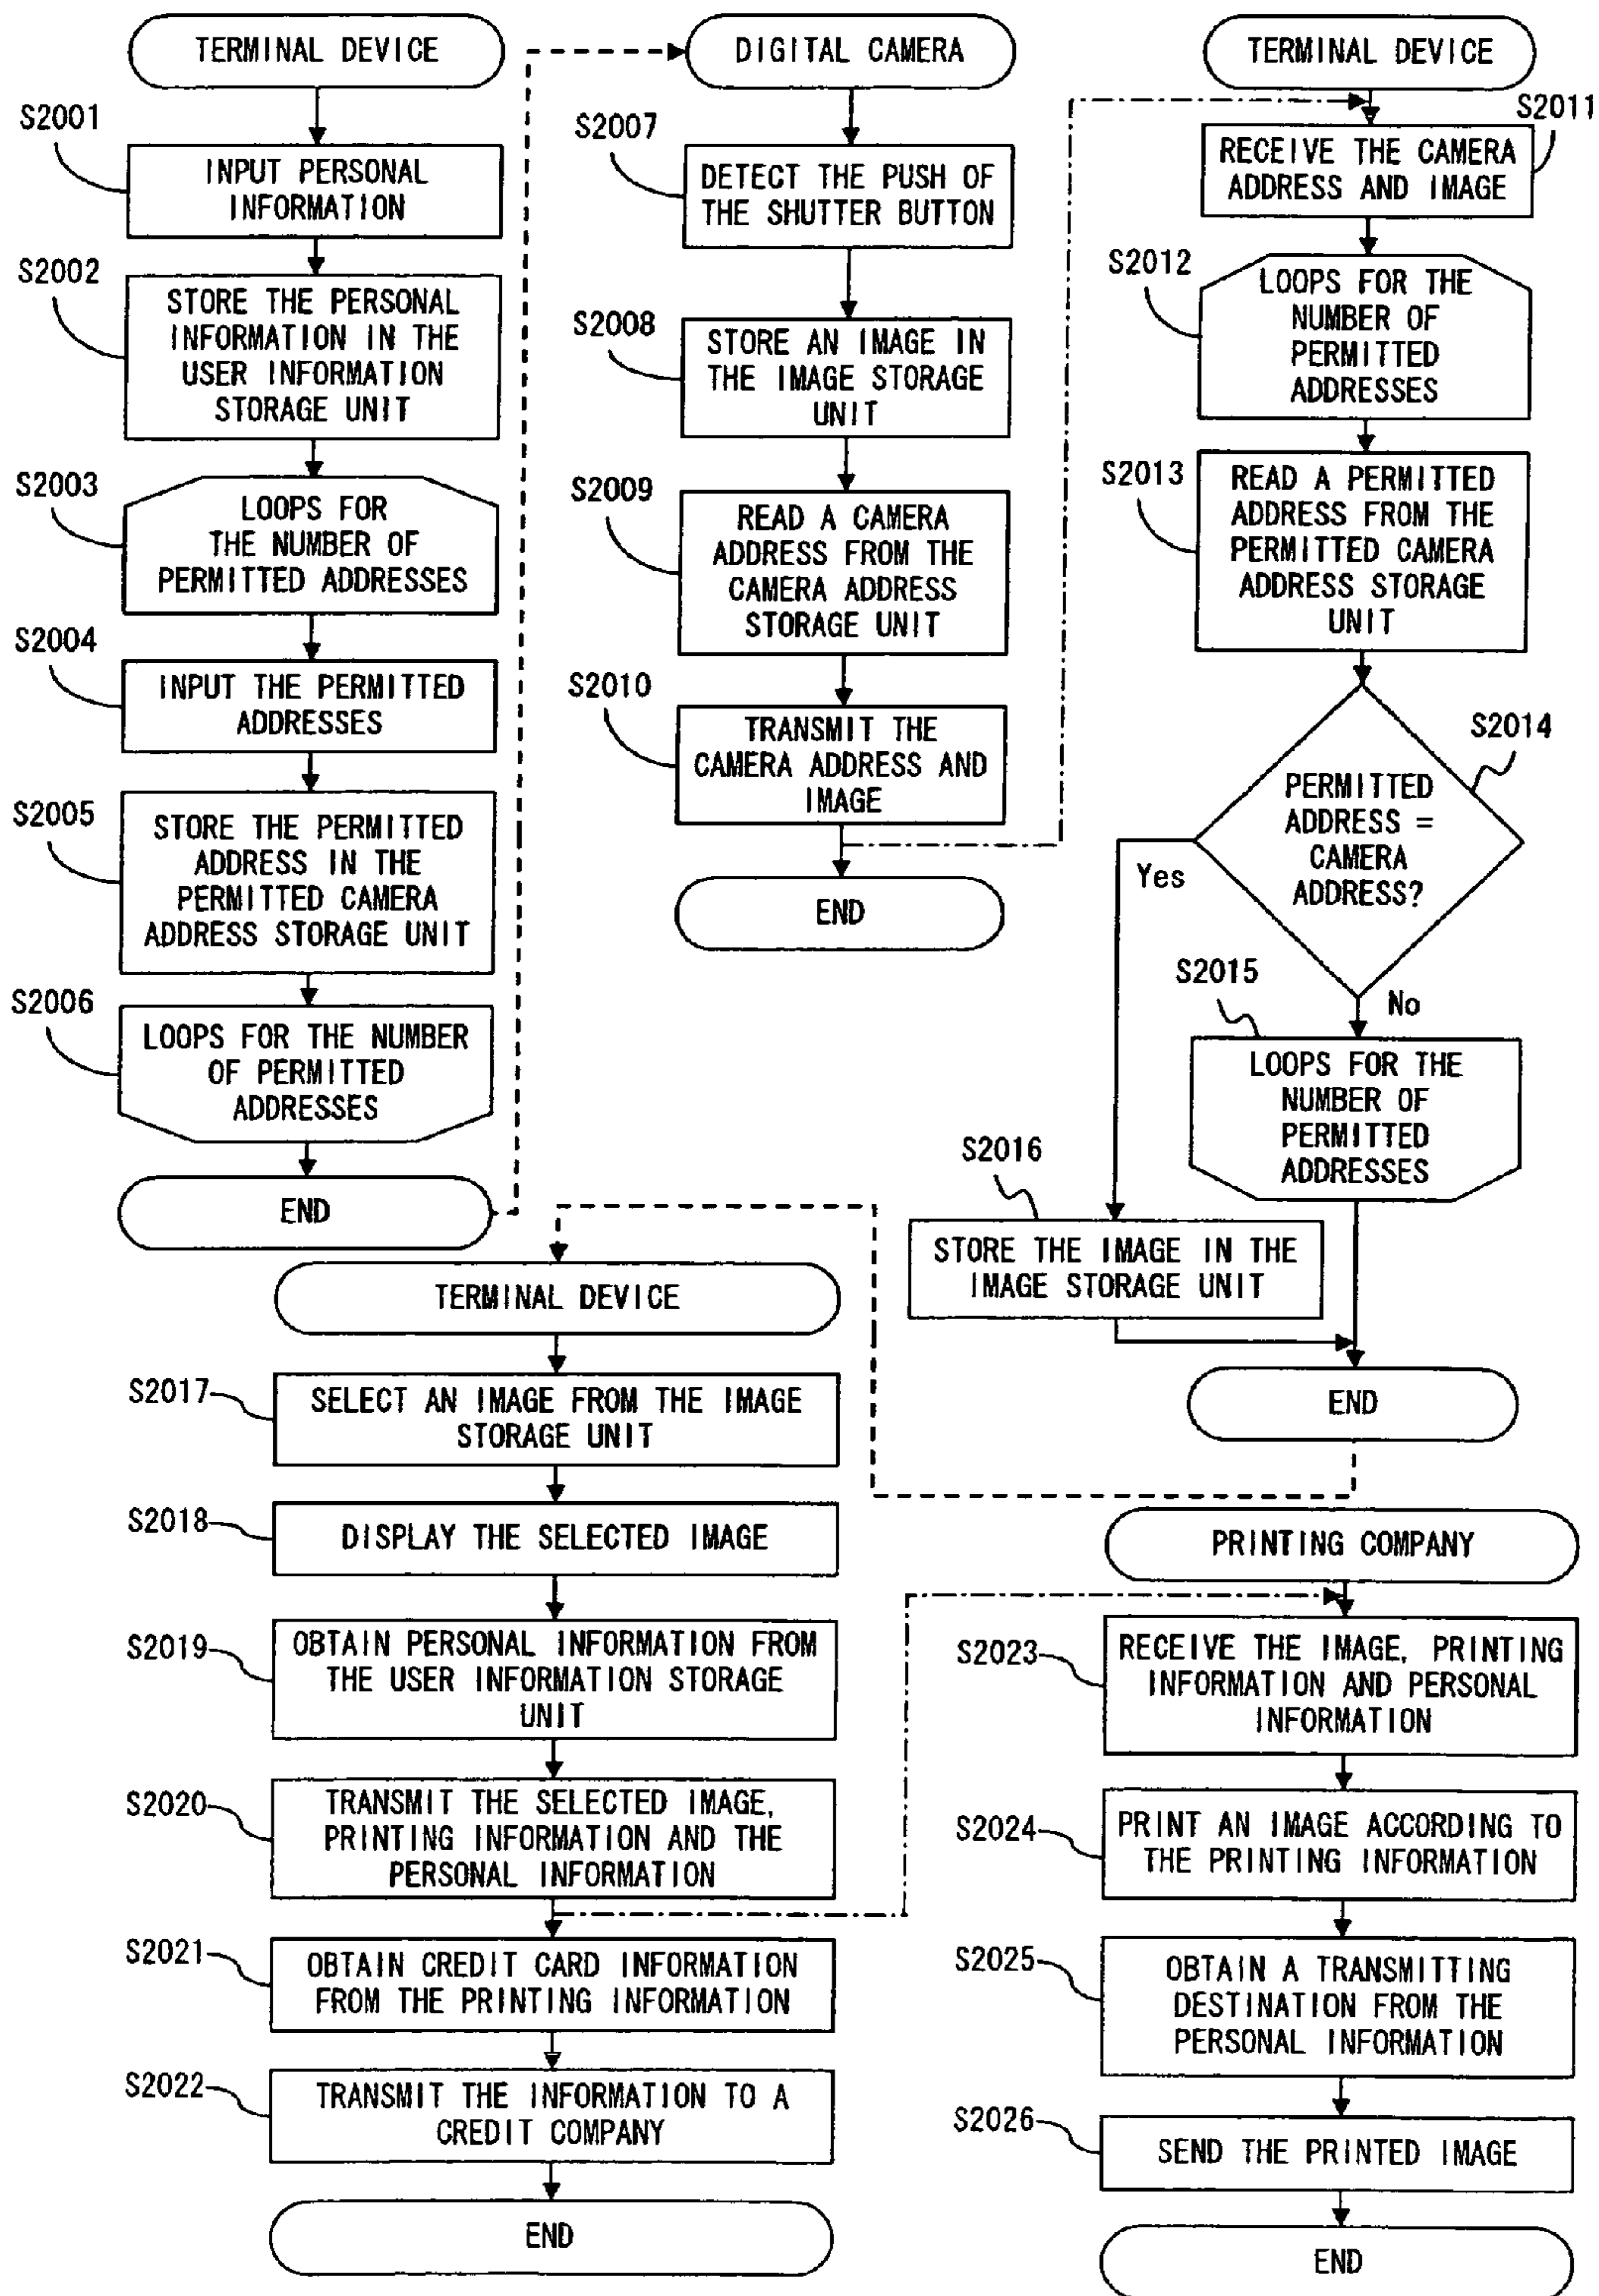 TERMINAL DEVICE
S2001
INPUT PERSONAL
INFORMATION
S2002
STORE THE PERSONAL
INFORMATION IN THE
USER INFORMATION
STORAGE UNIT
S2003
LOOPS FOR
THE NUMBER OF
PERMITTED ADDRESSES
S2004
INPUT THE PERMITTED
ADDRESSES
S2005
STORE THE PERMITTED
ADDRESS IN THE
PERMITTED CAMERA
ADDRESS STORAGE UNIT
S2006
LOOPS FOR THE NUMBER
OF PERMITTED
ADDRESSES
END
DIGITAL CAMERA
S2007
DETECT THE PUSH OF
THE SHUTTER BUTTON
S2008
STORE AN IMAGE IN
THE IMAGE STORAGE
UNIT
S2009
READ A CAMERA
ADDRESS FROM THE
CAMERA ADDRESS
STORAGE UNIT
S2010
TRANSMIT THE
CAMERA ADDRESS AND
IMAGE
END
TERMINAL DEVICE
S2011
RECEIVE THE CAMERA
ADDRESS AND IMAGE
S2012
LOOPS FOR THE
NUMBER OF
PERMITTED
ADDRESSES
S2013
READ A PERMITTED
ADDRESS FROM THE
PERMITTED CAMERA
ADDRESS STORAGE
UNIT
S2014
PERMITTED
ADDRESS =
CAMERA
ADDRESS?
Yes
No
S2015
LOOPS FOR THE
NUMBER OF
PERMITTED
ADDRESSES
S2016
STORE THE IMAGE IN THE
IMAGE STORAGE UNIT
END
TERMINAL DEVICE
S2017
SELECT AN IMAGE FROM THE IMAGE
STORAGE UNIT
S2018
DISPLAY THE SELECTED IMAGE
S2019
OBTAIN PERSONAL INFORMATION FROM
THE USER INFORMATION STORAGE
UNIT
S2020
TRANSMIT THE SELECTED IMAGE,
PRINTING INFORMATION AND THE
PERSONAL INFORMATION
S2021
OBTAIN CREDIT CARD INFORMATION
FROM THE PRINTING INFORMATION
S2022
TRANSMIT THE INFORMATION TO A
CREDIT COMPANY
END
PRINTING COMPANY
S2023
RECEIVE THE IMAGE, PRINTING
INFORMATION AND PERSONAL
INFORMATION
S2024
PRINT AN IMAGE ACCORDING TO
THE PRINTING INFORMATION
S2025
OBTAIN A TRANSMITTING
DESTINATION FROM THE
PERSONAL INFORMATION
S2026
SEND THE PRINTED IMAGE
END